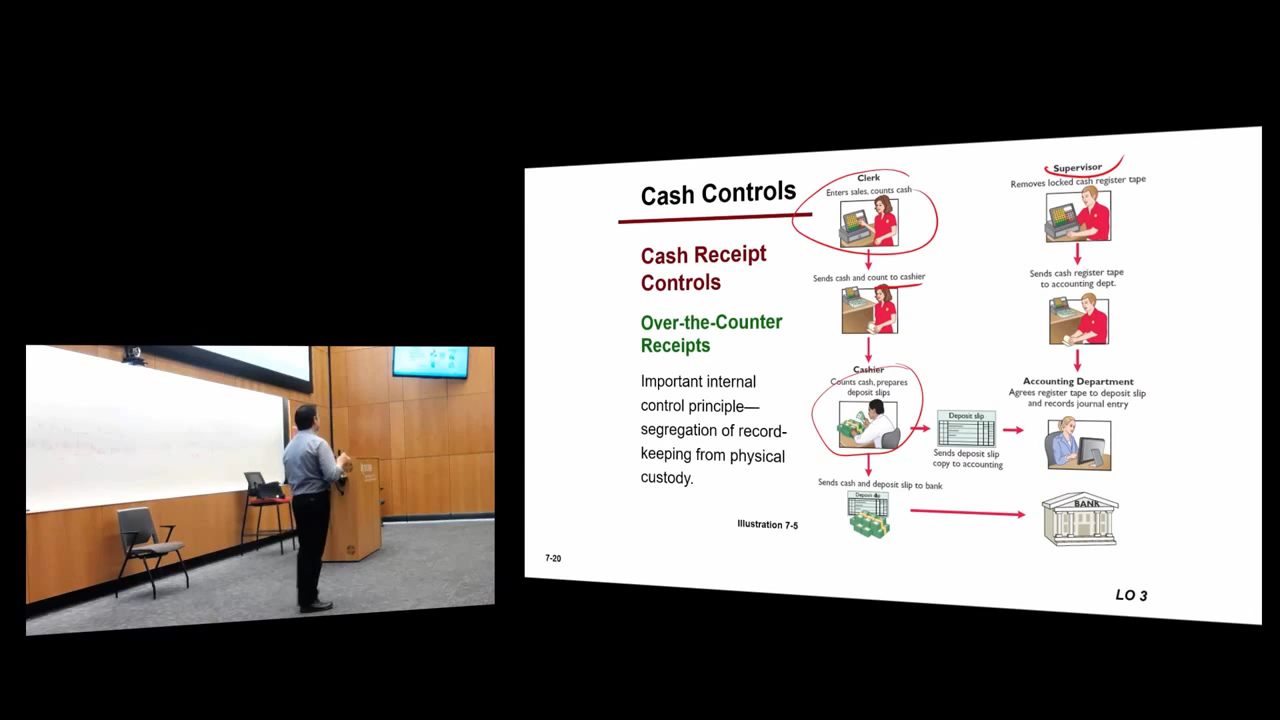 Cash Controls
Cash Receipt
Controls
Over-the-Counter
Receipts
Important internal
control principle—
segregation of record-
keeping from physical
custody.
Illustration 7-5
7-20
Clerk
Enters sales, counts cash
Sends cash and count to cashier
Cashier
Counts cash, prepares
deposit slips
Deposit slip
Sends deposit slip
copy to accounting
Sends cash and deposit slip to bank
Deposit slip
Supervisor
Removes locked cash register tape
Sends cash register tape
to accounting dept.
Accounting Department
Agrees register tape to deposit slip
and records journal entry
BANK
LO 3